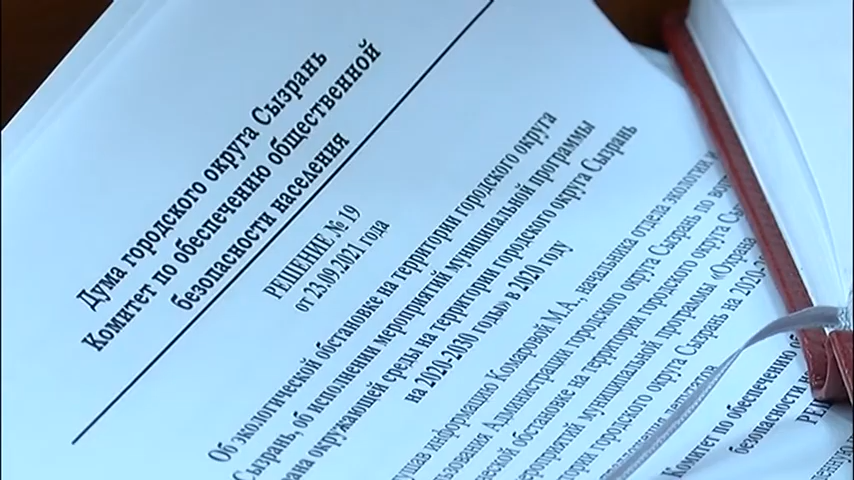 Дума городского округа Сызрань
Комитет по обеспечению общественной
безопасности населения
РЕШЕНИЕ № 19
от 23.09.2021 года
Об экологической обстановке на территории городского округа
Сызрань, об исполнении мероприятий муниципальной программы
окружающей среды на территории городского округа Сызрань
на 2020-2030 годы» в 2020 году
информацию Комаровой М.А., начальника отдела экологии и
Администрации городского округа Сызрань по
обстановке на территории городского округа
муниципальной программы «Охрана
городского округа Сызрань на
депутатов
Комитет по обеспечению
безопасности